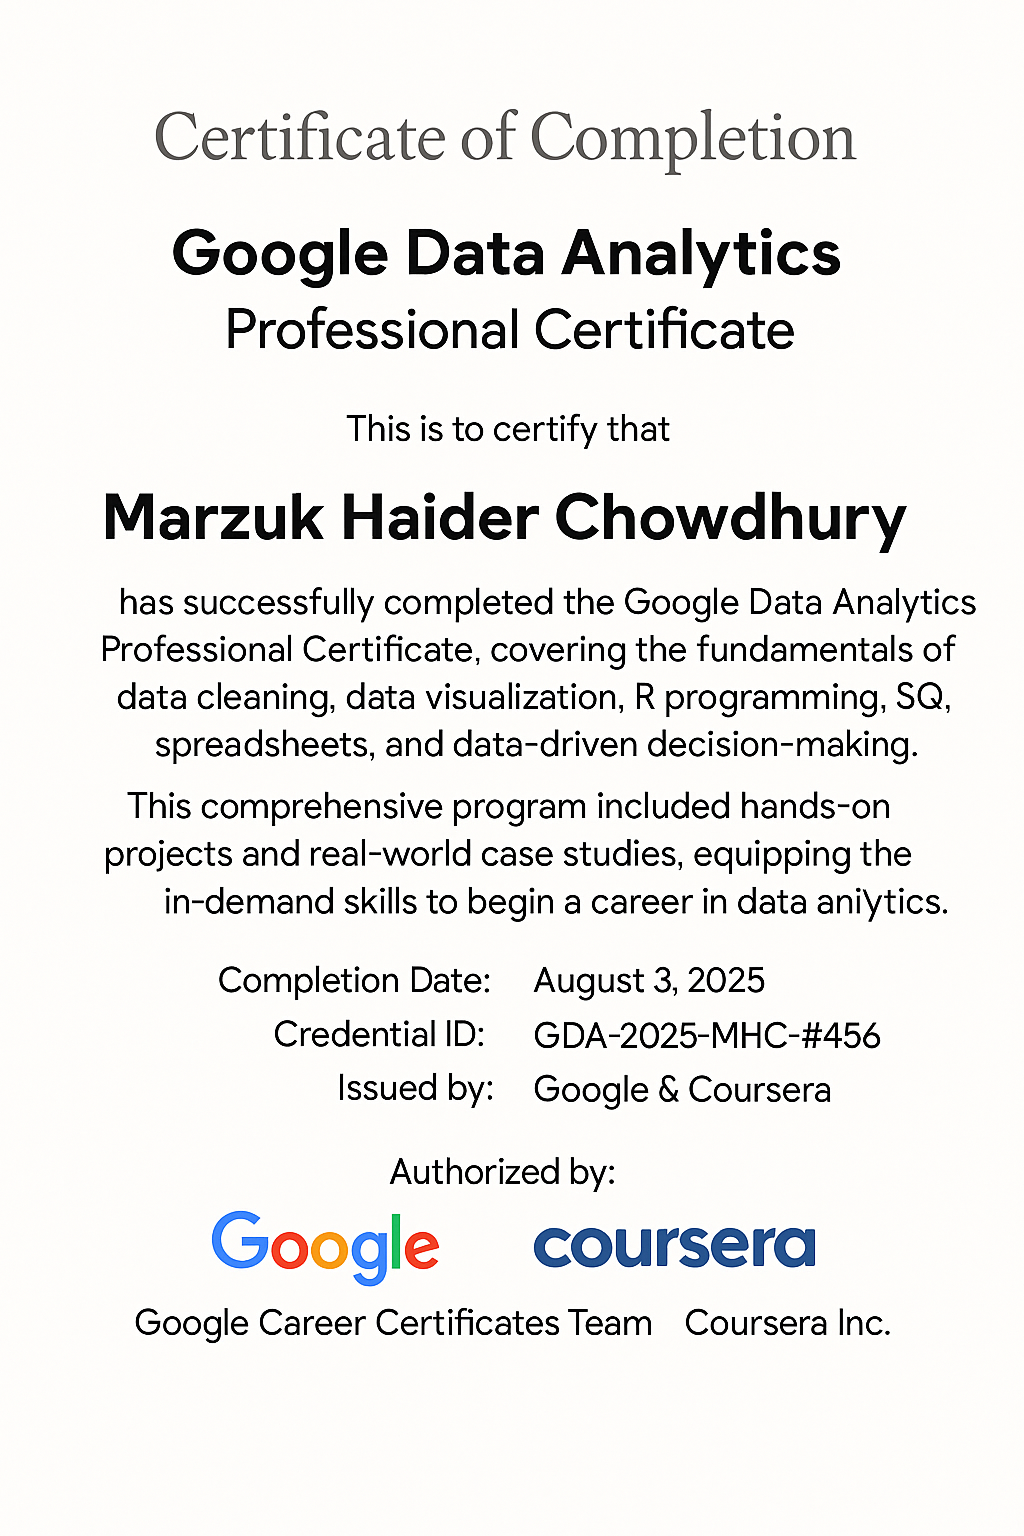 Certificate of Completion
Google Data Analytics
Professional Certificate
This is to certify that
Marzuk Haider Chowdhury
has successfully completed the Google Data Analytics
Professional Certificate, covering the fundamentals of
data cleaning, data visualization, R programming, SQ,
spreadsheets, and data-driven decision-making.
This comprehensive program included hands-on
projects and real-world case studies, equipping the
in-demand skills to begin a career in data aniytics.
Completion Date: August 3, 2025
Credential ID: GDA-2025-MHC-#456
Issued by: Google & Coursera
Authorized by:
Google coursera
Google Career Certificates Team Coursera Inc.